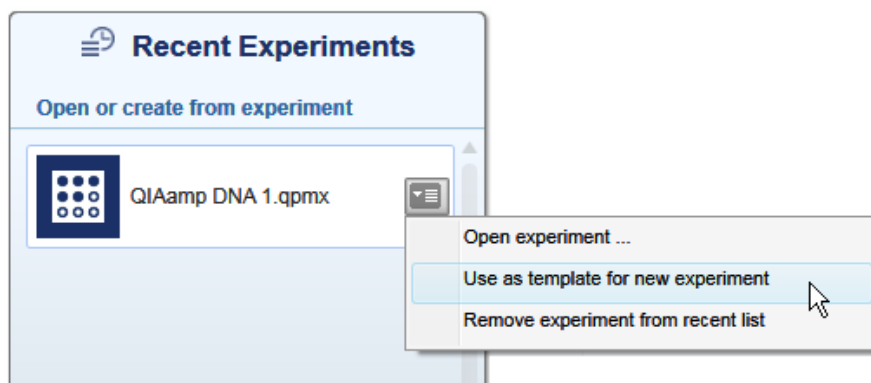 Recent Experiments
Open or create from experiment
QIAamp DNA 1.qpmx
Open experiment ...
Use as template for new experiment
Remove experiment from recent list